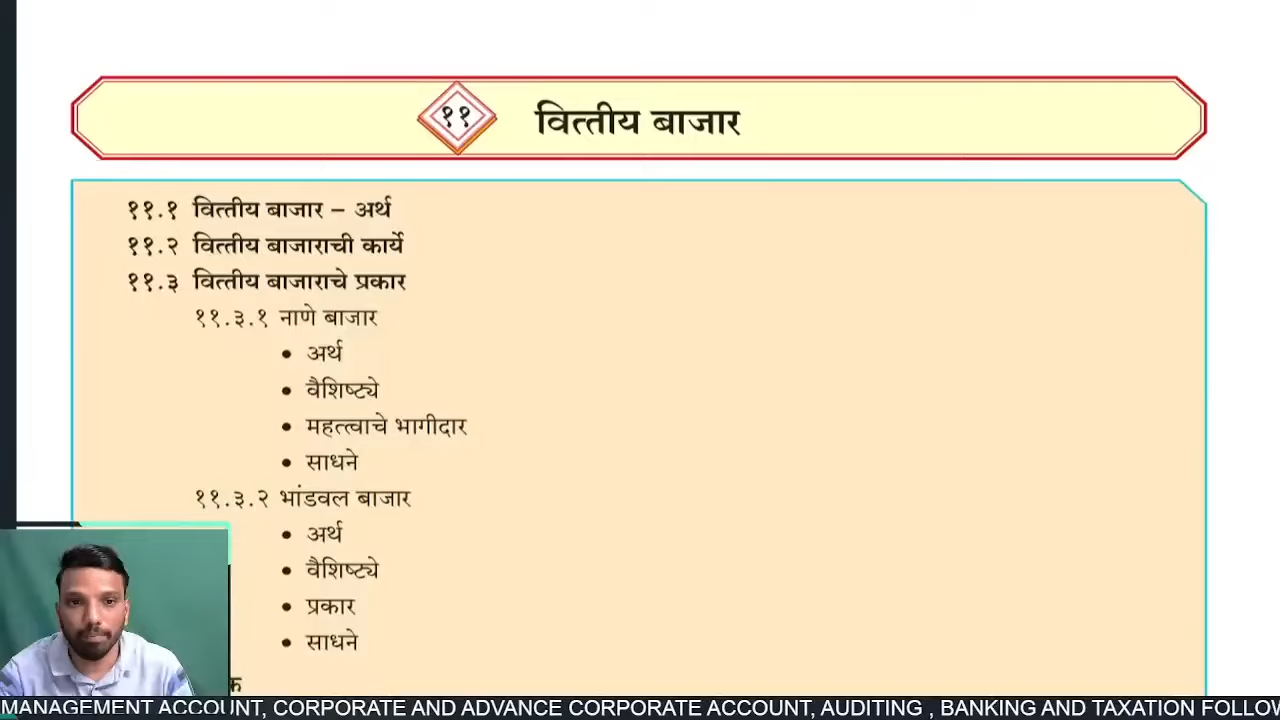 ११ वित्तीय बाजार
११.१ वित्तीय बाजार – अर्थ
११.२ वित्तीय बाजाराची कार्ये
११.३ वित्तीय बाजाराचे प्रकार
११.३.१ नाणे बाजार
• अर्थ
• वैशिष्ट्ये
• महत्त्वाचे भागीदार
• साधने
११.३.२ भांडवल बाजार
• अर्थ
• वैशिष्ट्ये
• प्रकार
• साधने
MANAGEMENT ACCOUNT, CORPORATE AND ADVANCE CORPORATE ACCOUNT, AUDITING , BANKING AND TAXATION